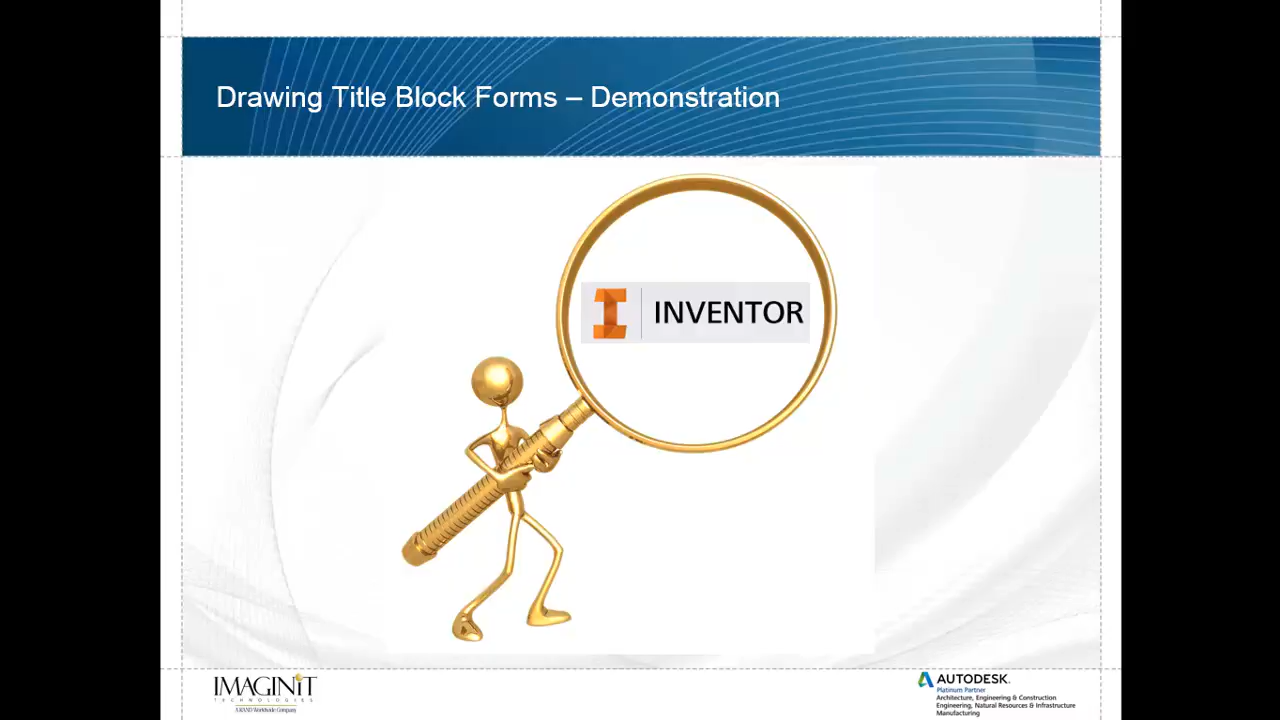 Drawing Title Block Forms – Demonstration
INVENTOR
IMAGINiT
TECHNOLOGIES
A RAND Worldwide Company
AUTODESK.
Platinum Partner
Architecture, Engineering & Construction
Engineering, Natural Resources & Infrastructure
Manufacturing